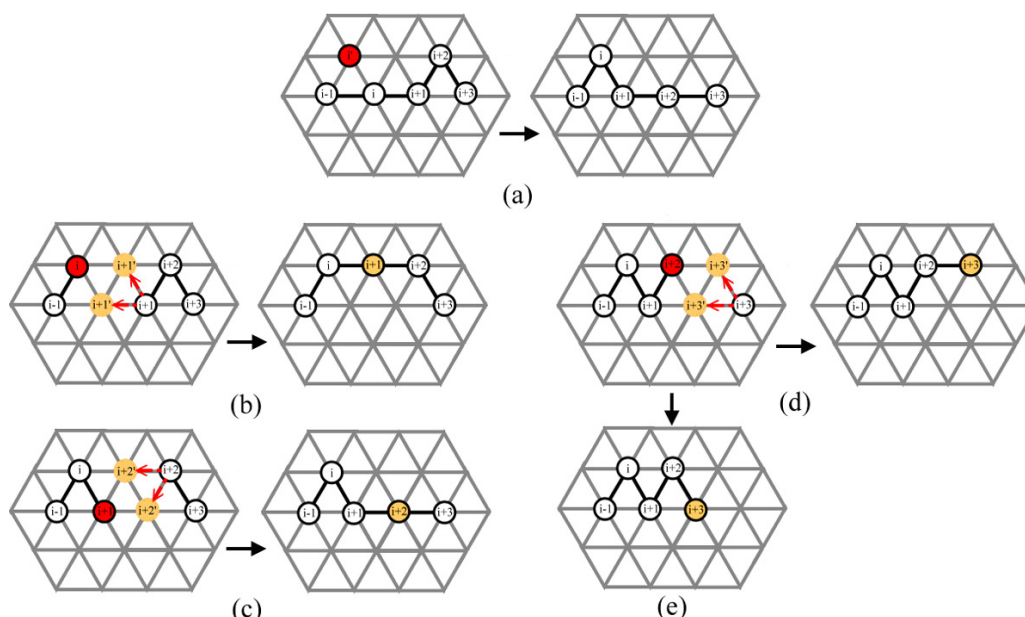 i' i+2 i
i-1 i i+1 i+3 i-1 i+1 i+2 i+3
(a)
i i+1' i+2 i i+1 i+2
i-1 i+1' i+1 i+3 i-1 i+3
(b)
i i+2 i+3' i i+2 i+3
i-1 i+1 i+3' i+3 i-1 i+1
(d)
i i+2' i+2 i
i-1 i+1 i+2' i+3 i-1 i+1 i+2 i+3
(c)
i i+2
i-1 i+1 i+3
(e)